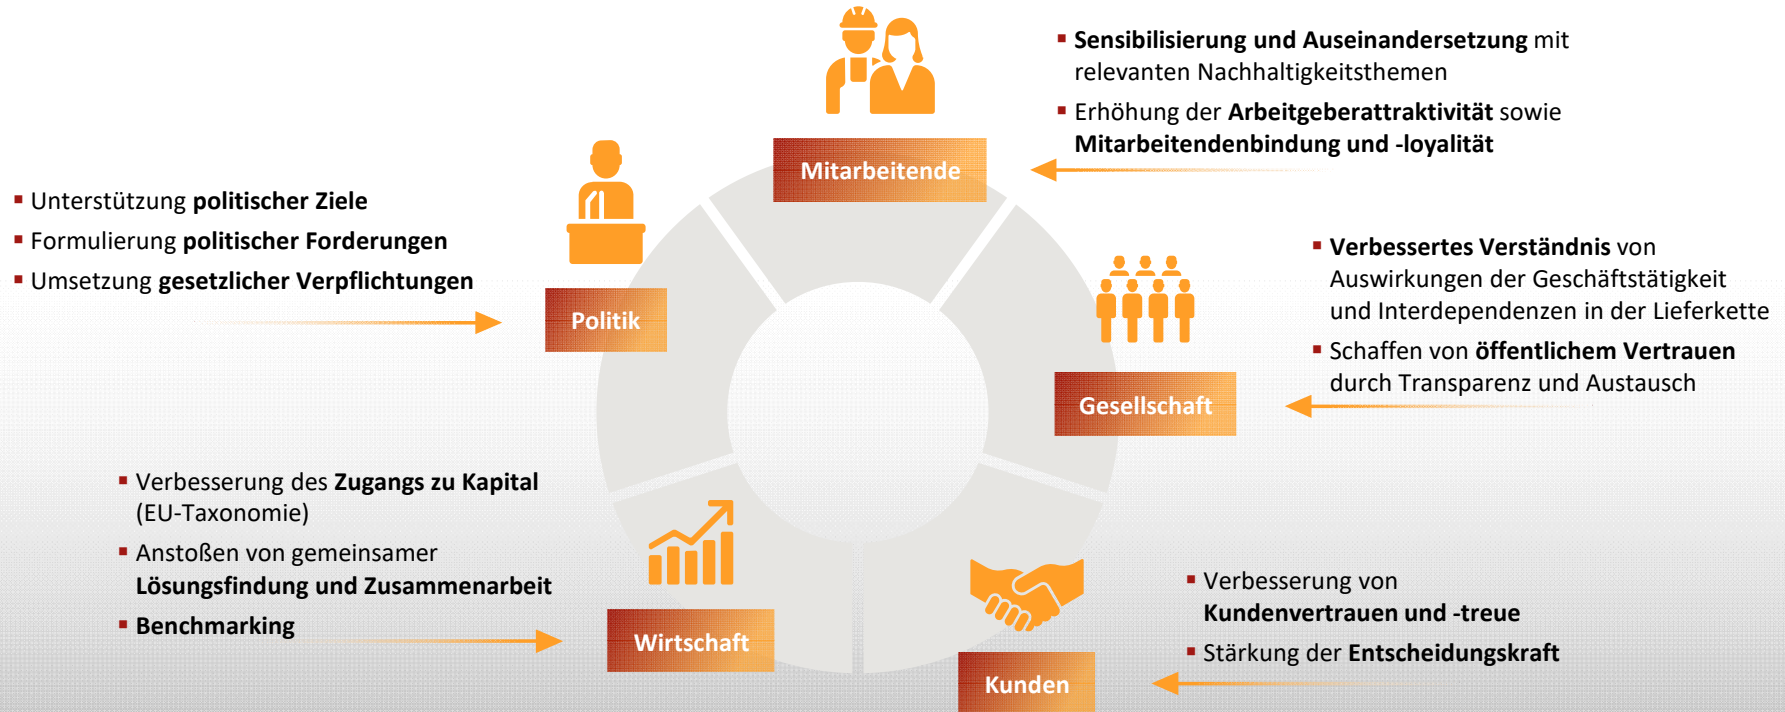 ▪ Sensibilisierung und Auseinandersetzung mit
relevanten Nachhaltigkeitsthemen
▪ Erhöhung der Arbeitgeberattraktivität sowie
Mitarbeitendenbindung und -loyalität
Mitarbeitende
▪ Unterstützung politischer Ziele
▪ Formulierung politischer Forderungen
▪ Umsetzung gesetzlicher Verpflichtungen
Politik
▪ Verbessertes Verständnis von
Auswirkungen der Geschäftstätigkeit
und Interdependenzen in der Lieferkette
▪ Schaffen von öffentlichem Vertrauen
durch Transparenz und Austausch
Gesellschaft
▪ Verbesserung des Zugangs zu Kapital
(EU-Taxonomie)
▪ Anstoßen von gemeinsamer
Lösungsfindung und Zusammenarbeit
▪ Benchmarking
Wirtschaft
▪ Verbesserung von
Kundenvertrauen und -treue
▪ Stärkung der Entscheidungskraft
Kunden